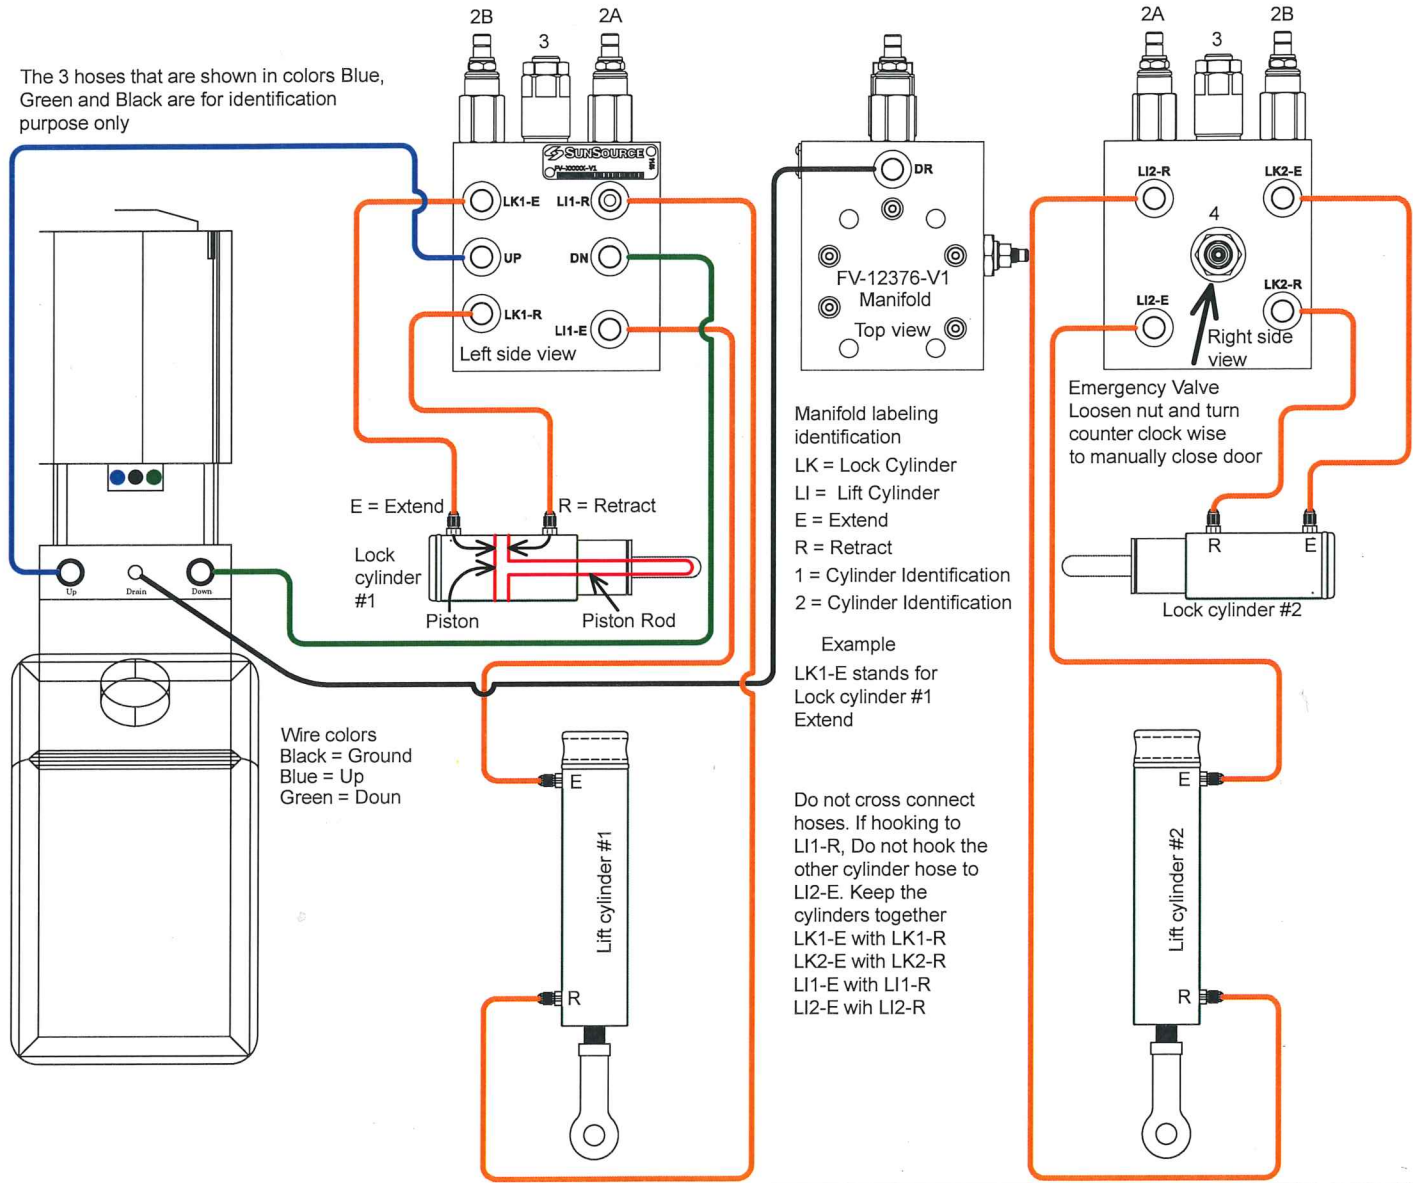 2B
3
2A
2A
3
2B
The 3 hoses that are shown in colors Blue,
Green and Black are for identification
purpose only
SUNSOURCE
FV-XXXXX-V1
LK1-E
LI1-R
UP
DN
LK1-R
LI1-E
Left side view
DR
FV-12376-V1
Manifold
Top view
LI2-R
LK2-E
4
LI2-E
LK2-R
Right side
view
Emergency Valve
Loosen nut and turn
counter clock wise
to manually close door
Manifold labeling
identification
LK = Lock Cylinder
LI = Lift Cylinder
E = Extend
R = Retract
1 = Cylinder Identification
2 = Cylinder Identification
Example
LK1-E stands for
Lock cylinder #1
Extend
E = Extend
R = Retract
Lock
cylinder
#1
Piston
Piston Rod
R
E
Lock cylinder #2
Up
Drain
Down
Wire colors
Black = Ground
Blue = Up
Green = Doun
E
Lift cylinder #1
R
Do not cross connect
hoses. If hooking to
LI1-R, Do not hook the
other cylinder hose to
LI2-E. Keep the
cylinders together
LK1-E with LK1-R
LK2-E with LK2-R
LI1-E with LI1-R
LI2-E wih LI2-R
E
Lift cylinder #2
R